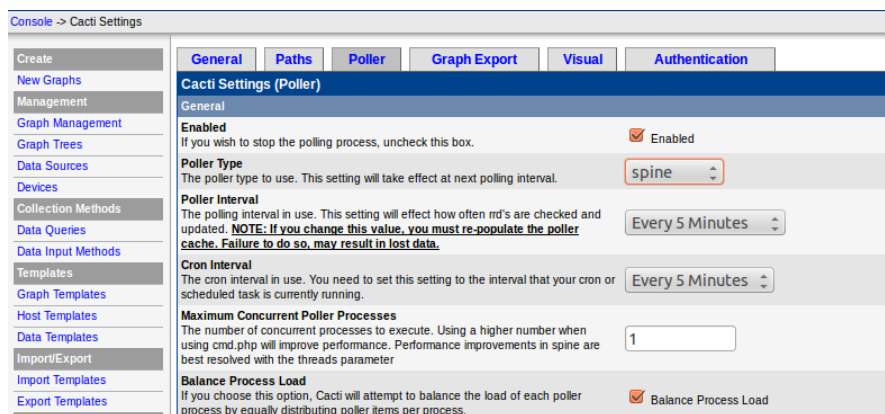 Console -> Cacti Settings
Create
New Graphs
Management
Graph Management
Graph Trees
Data Sources
Devices
Collection Methods
Data Queries
Data Input Methods
Templates
Graph Templates
Host Templates
Data Templates
Import/Export
Import Templates
Export Templates
General
Paths
Poller
Graph Export
Visual
Authentication
Cacti Settings (Poller)
General
Enabled
If you wish to stop the polling process, uncheck this box.
Enabled
Poller Type
The poller type to use. This setting will take effect at next polling interval.
spine
Poller Interval
The polling interval in use. This setting will effect how often rrd's are checked and
updated. NOTE: If you change this value, you must re-populate the poller
cache. Failure to do so, may result in lost data.
Every 5 Minutes
Cron Interval
The cron interval in use. You need to set this setting to the interval that your cron or
scheduled task is currently running.
Every 5 Minutes
Maximum Concurrent Poller Processes
The number of concurrent processes to execute. Using a higher number when
using cmd.php will improve performance. Performance improvements in spine are
best resolved with the threads parameter
1
Balance Process Load
If you choose this option, Cacti will attempt to balance the load of each poller
process by equally distributing poller items per process.
Balance Process Load